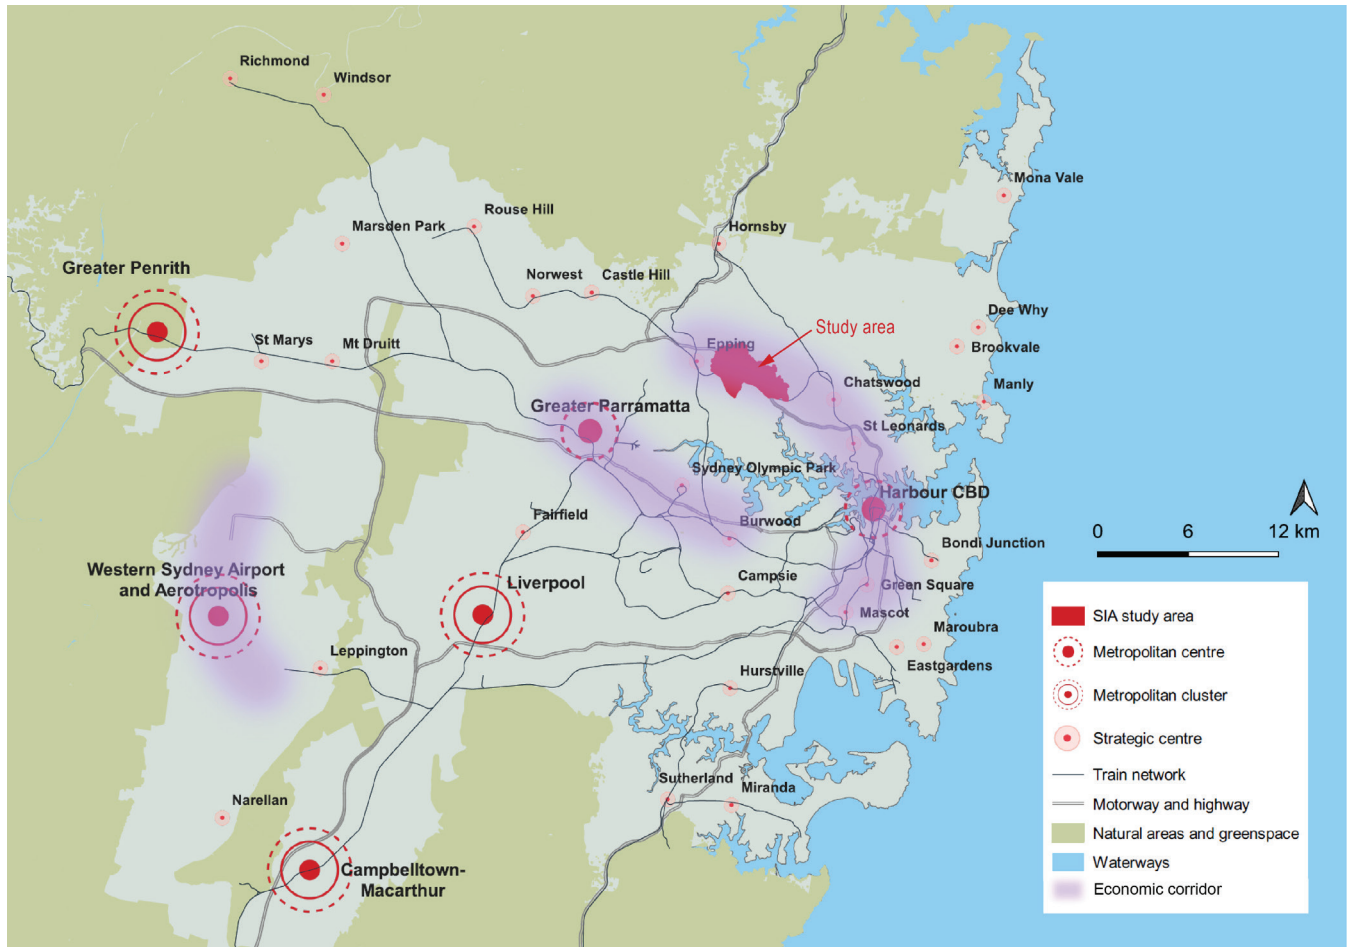 Richmond
Windsor
Mona Vale
Rouse Hill
Marsden Park
Hornsby
Greater Penrith
Norwest
Castle Hill
Dee Why
Study area
St Marys
Mt Druitt
Epping
Brookvale
Chatswood
Manly
Greater Parramatta
St Leonards
Sydney Olympic Park
Harbour CBD
Fairfield
Burwood
0 6 12 km
Bondi Junction
Western Sydney Airport
and Aerotropolis
Liverpool
Campsie
Green Square
Mascot
Maroubra
Leppington
Hurstville
Eastgardens
Sutherland
Miranda
Narellan
Campbelltown-
Macarthur
SIA study area
Metropolitan centre
Metropolitan cluster
Strategic centre
Train network
Motorway and highway
Natural areas and greenspace
Waterways
Economic corridor